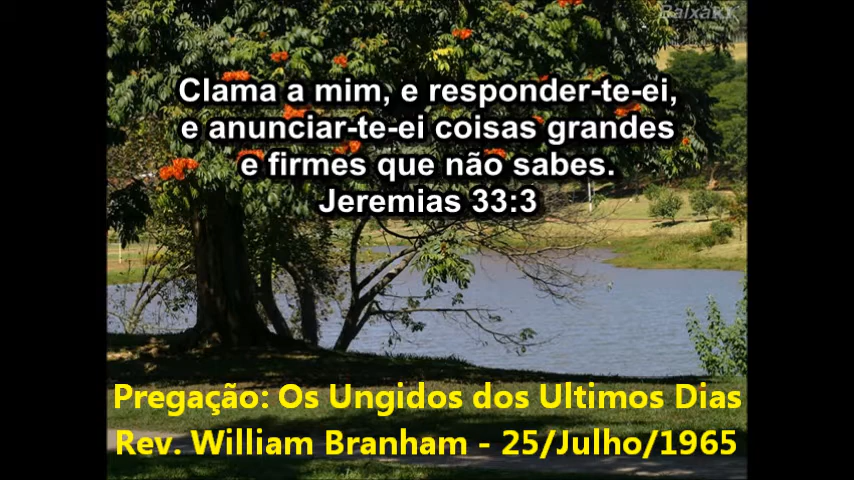 Baixaki
Clama a mim, e responder-te-ei,
e anunciar-te-ei coisas grandes
e firmes que não sabes.
Jeremias 33:3
Pregação: Os Ungidos dos Ultimos Dias
Rev. William Branham - 25/Julho/1965